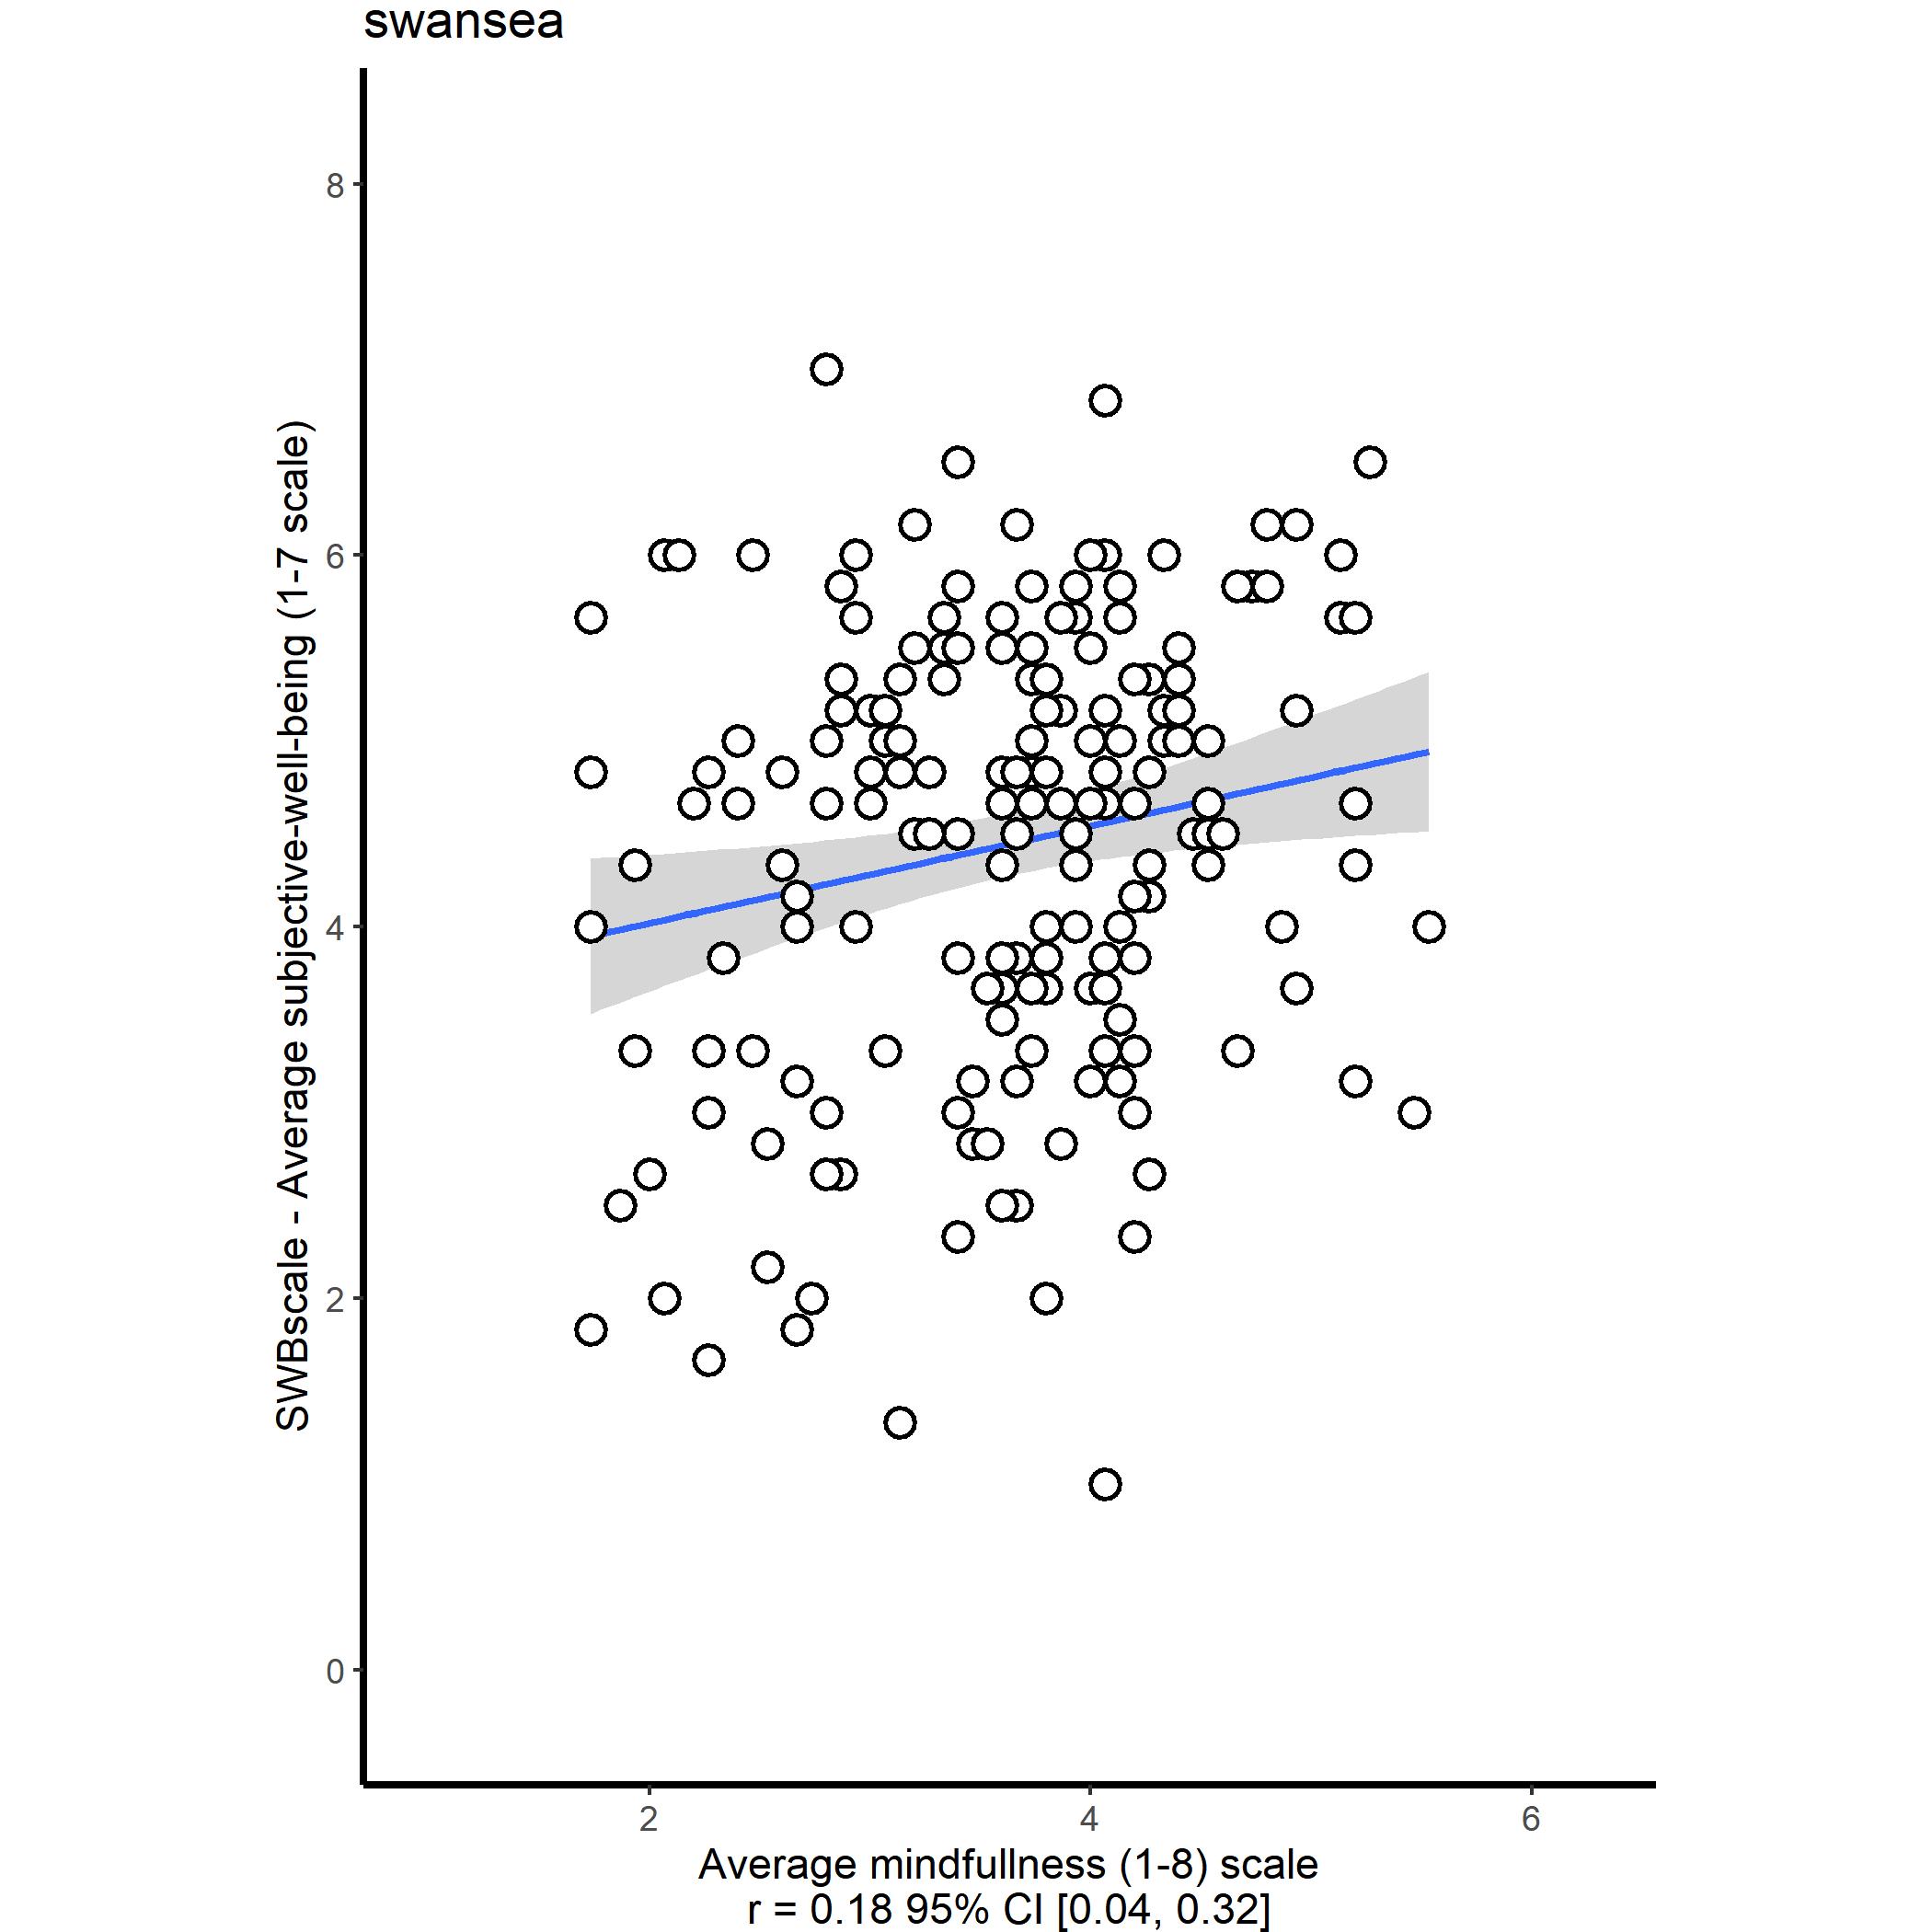 swansea
SWBscale - Average subjective-well-being (1-7 scale)
8
6
4
2
0
2
4
6
Average mindfullness (1-8) scale
r = 0.18 95% CI [0.04, 0.32]